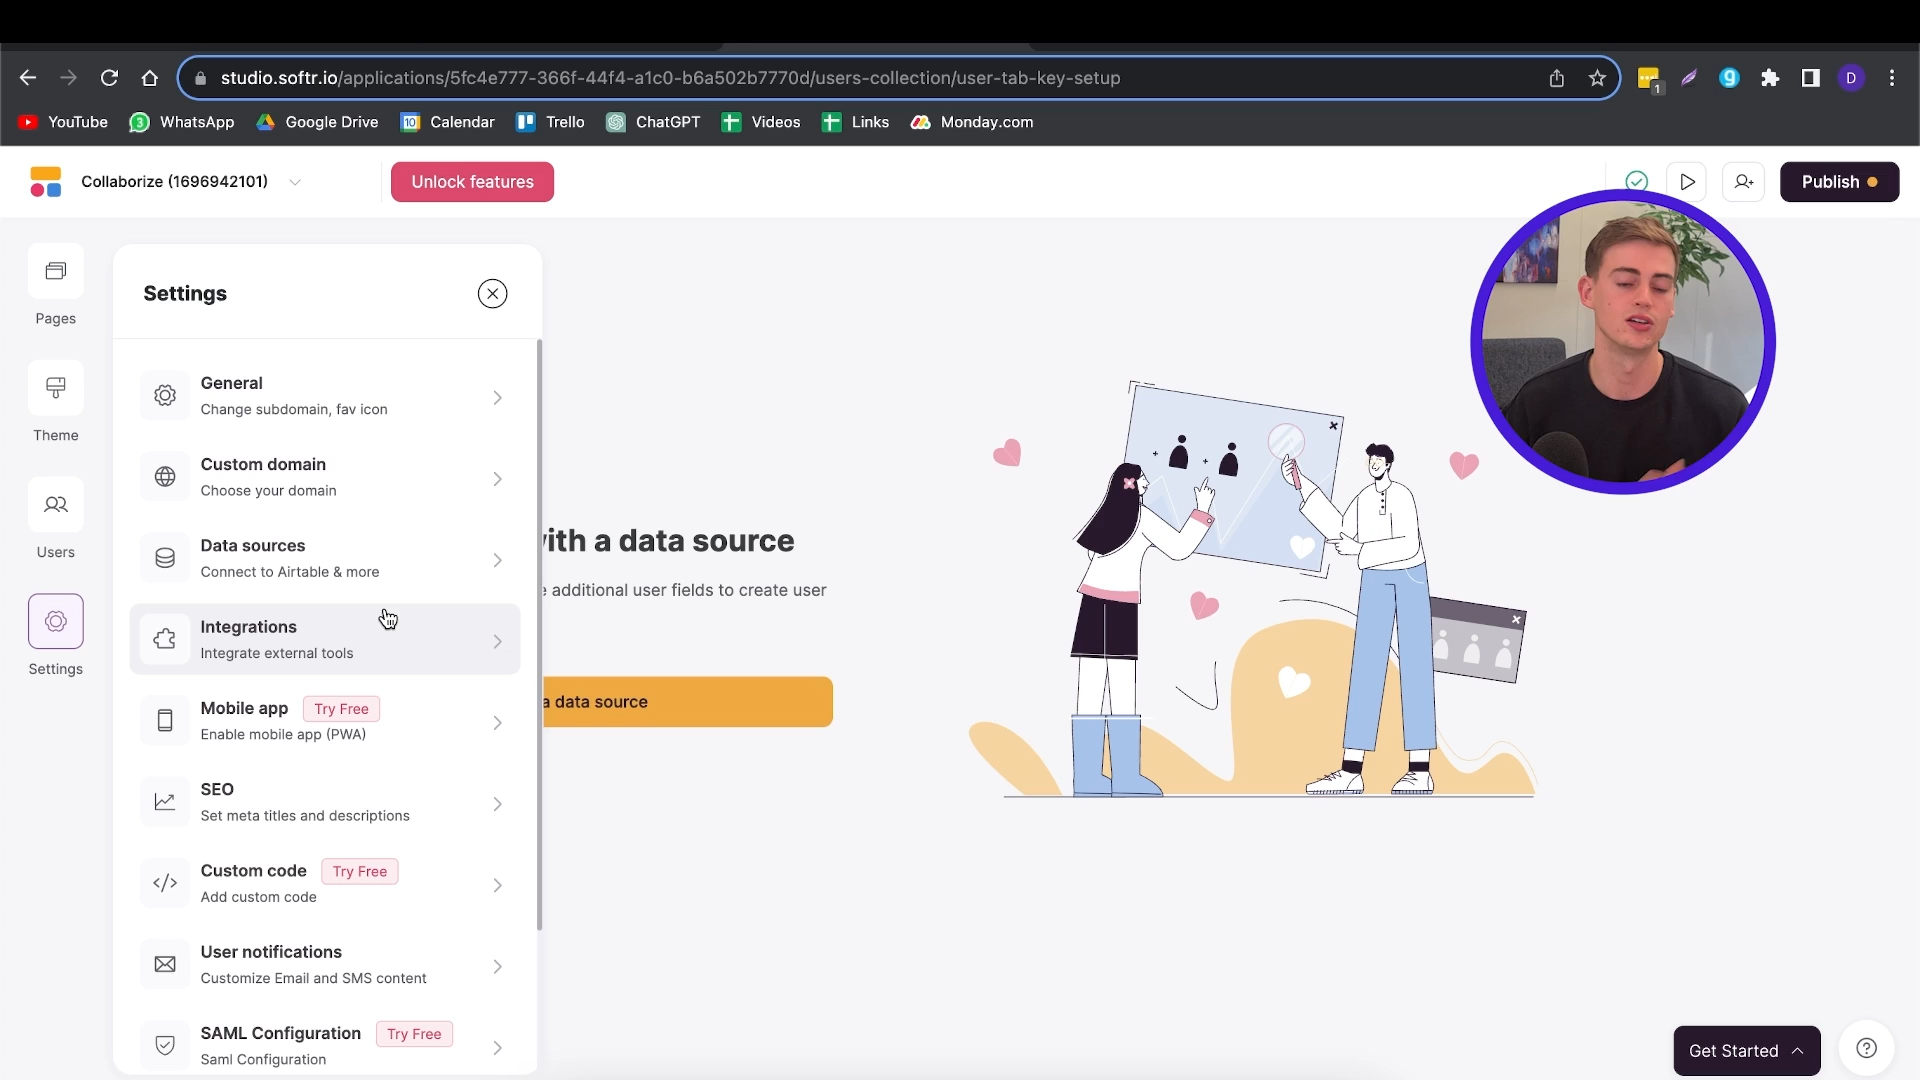 studio.softr.io/applications/5fc4e777-366f-44f4-a1c0-b6a502b7770d/users-collection/user-tab-key-setup
1
D
YouTube
3
WhatsApp
Google Drive
10
Calendar
Trello
ChatGPT
Videos
Links
Monday.com
Collaborize (1696942101)
Unlock features
Publish
Pages
Theme
Users
Settings
Settings
General
Change subdomain, fav icon
Custom domain
Choose your domain
Data sources
Connect to Airtable & more
Integrations
Integrate external tools
Mobile app
Try Free
Enable mobile app (PWA)
SEO
Set meta titles and descriptions
Custom code
Try Free
Add custom code
User notifications
Customize Email and SMS content
SAML Configuration
Try Free
Saml Configuration
with a data source
additional user fields to create user
a data source
Get Started